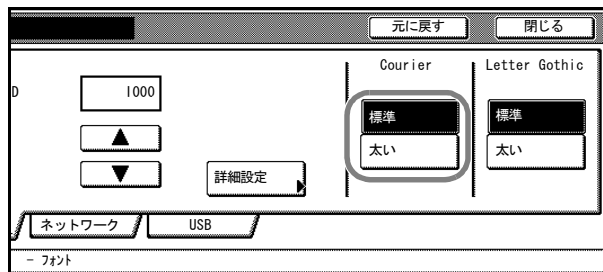 元に戻す 閉じる
Courier Letter Gothic
D 1000
標準 標準
太い 太い
詳細設定
ネットワーク USB
- フォント